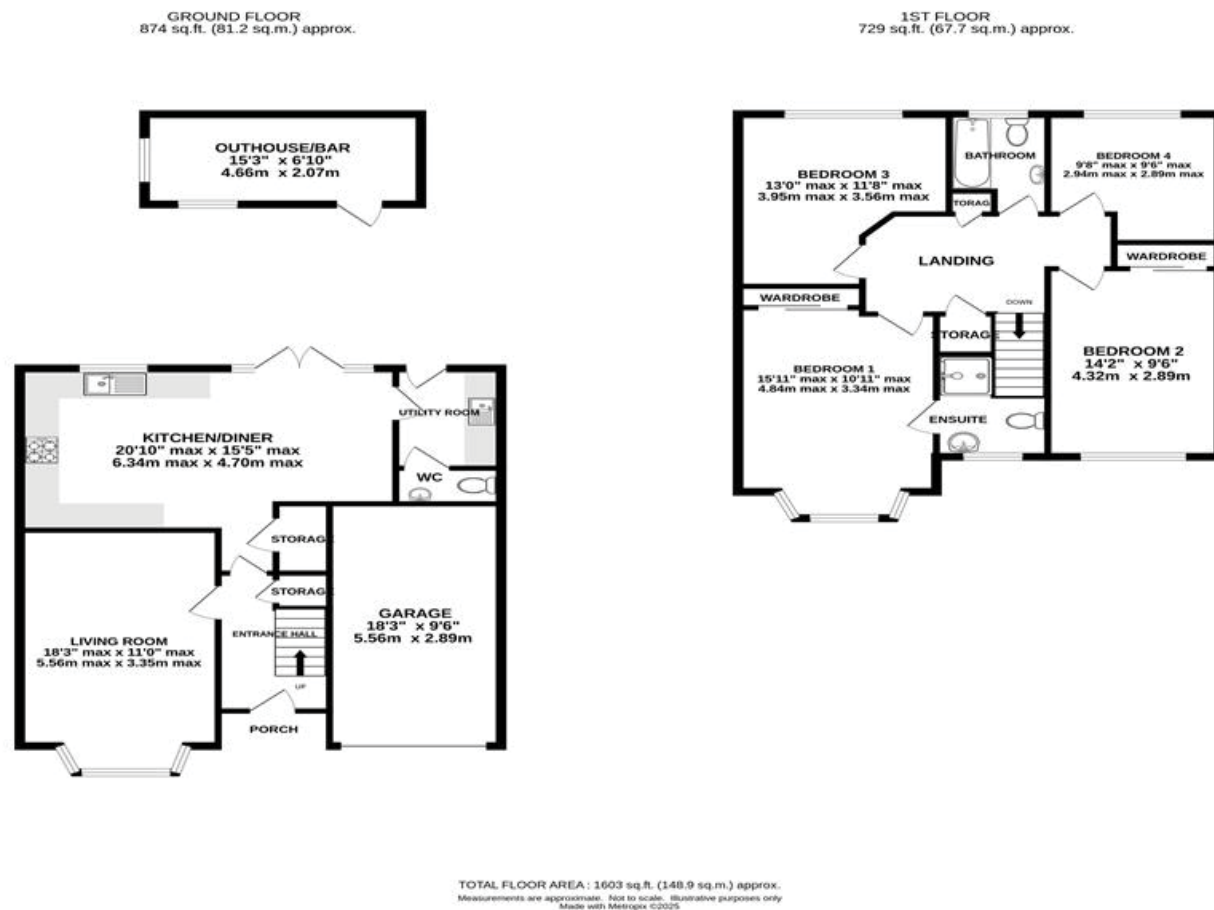 GROUND FLOOR
874 sq.ft. (81.2 sq.m.) approx.
OUTHOUSE/BAR
15'3" x 6'10"
4.66m x 2.07m
KITCHEN/DINER
20'10" max x 15'5" max
6.34m max x 4.70m max
UTILITY ROOM
WC
STORAGE
STORAGE
ENTRANCE HALL
UP
PORCH
LIVING ROOM
18'3" max x 11'0" max
5.56m max x 3.35m max
GARAGE
18'3" x 9'6"
5.56m x 2.89m
1ST FLOOR
729 sq.ft. (67.7 sq.m.) approx.
BEDROOM 3
13'0" max x 11'8" max
3.95m max x 3.56m max
BATHROOM
TORAG
BEDROOM 4
9'8" max x 9'6" max
2.94m max x 2.89m max
LANDING
WARDROBE
WARDROBE
DOWN
STORAGE
BEDROOM 1
15'11" max x 10'11" max
4.84m max x 3.34m max
ENSUITE
BEDROOM 2
14'2" x 9'6"
4.32m x 2.89m
TOTAL FLOOR AREA : 1603 sq.ft. (148.9 sq.m.) approx.
Measurements are approximate. Not to scale. Illustrative purposes only
Made with Metropix ©2025